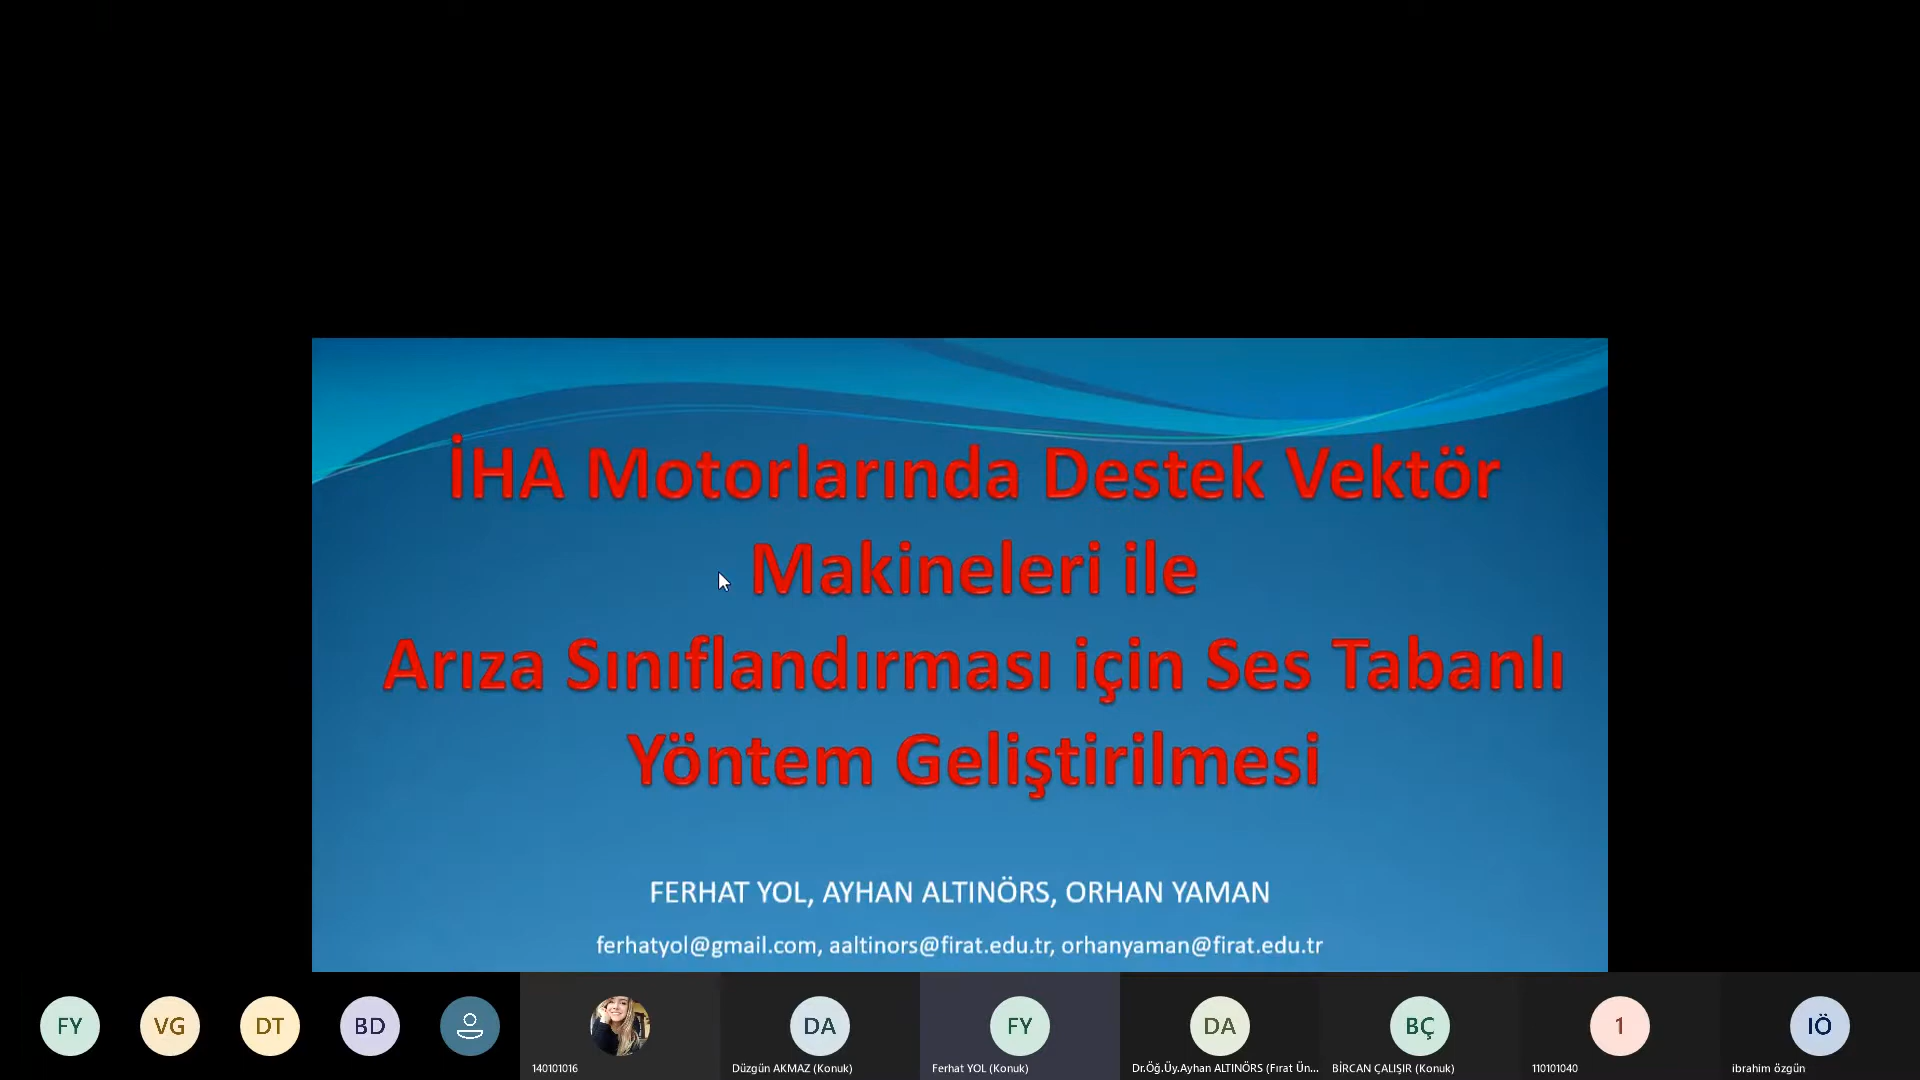 İHA Motorlarında Destek Vektör
Makineleri ile
Arıza Sınıflandırması için Ses Tabanlı
Yöntem Geliştirilmesi
FERHAT YOL, AYHAN ALTINÖRS, ORHAN YAMAN
ferhatyol@gmail.com, aaltinors@firat.edu.tr, orhanyaman@firat.edu.tr
FY
VG
DT
BD
DA
FY
DA
BÇ
1
IÖ
140101016
Düzgün AKMAZ (Konuk)
Ferhat YOL (Konuk)
Dr.Öğ.Üy.Ayhan ALTINÖRS (Fırat Ün...
BİRCAN ÇALIŞIR (Konuk)
110101040
ibrahim özgün